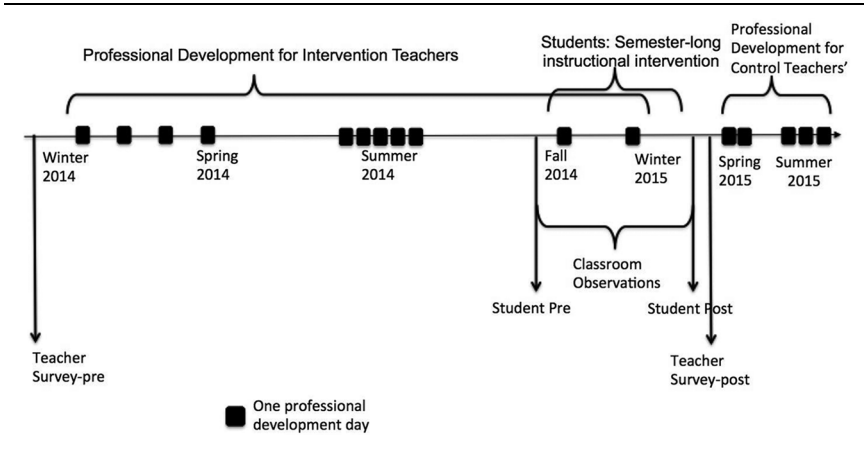 Professional Development for Intervention Teachers
Students: Semester-long
instructional intervention
Professional
Development for
Control Teachers’
Winter
2014
Spring
2014
Summer
2014
Fall
2014
Winter
2015
Spring
2015
Summer
2015
Classroom
Observations
Student Pre
Student Post
Teacher
Survey-pre
Teacher
Survey-post
One professional
development day